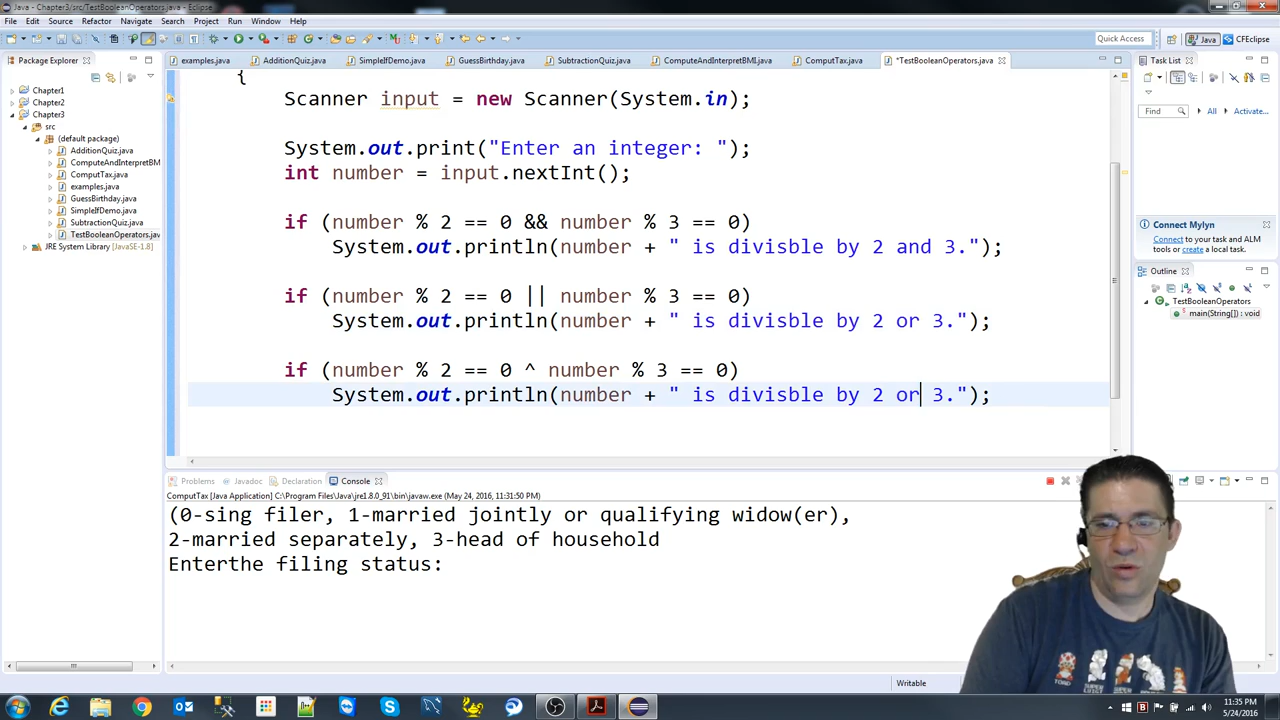 Java - Chapter3/src/TestBooleanOperators.java - Eclipse
File Edit Source Refactor Navigate Search Project Run Window Help
Quick Access
Java
CFEclipse
Package Explorer
examples.java
AdditionQuiz.java
SimpleIfDemo.java
GuessBirthday.java
SubtractionQuiz.java
ComputeAndInterpretBMI.java
ComputTax.java
*TestBooleanOperators.java
Task List
Chapter1
Chapter2
Chapter3
src
(default package)
AdditionQuiz.java
ComputeAndInterpretBM
ComputTax.java
examples.java
GuessBirthday.java
SimpleIfDemo.java
SubtractionQuiz.java
TestBooleanOperators.jav
JRE System Library [JavaSE-1.8]
{
Scanner input = new Scanner(System.in);
System.out.print("Enter an integer: ");
int number = input.nextInt();
if (number % 2 == 0 && number % 3 == 0)
System.out.println(number + " is divisble by 2 and 3.");
if (number % 2 == 0 || number % 3 == 0)
System.out.println(number + " is divisble by 2 or 3.");
if (number % 2 == 0 ^ number % 3 == 0)
System.out.println(number + " is divisble by 2 or 3.");
Find
All
Activate...
Connect Mylyn
Connect to your task and ALM
tools or create a local task.
Outline
TestBooleanOperators
main(String[]) : void
Problems
Javadoc
Declaration
Console
ComputTax [Java Application] C:\Program Files\Java\jre1.8.0_91\bin\javaw.exe (May 24, 2016, 11:31:50 PM)
(0-sing filer, 1-married jointly or qualifying widow(er),
2-married separately, 3-head of household
Enterthe filing status:
Writable
11:35 PM
5/24/2016